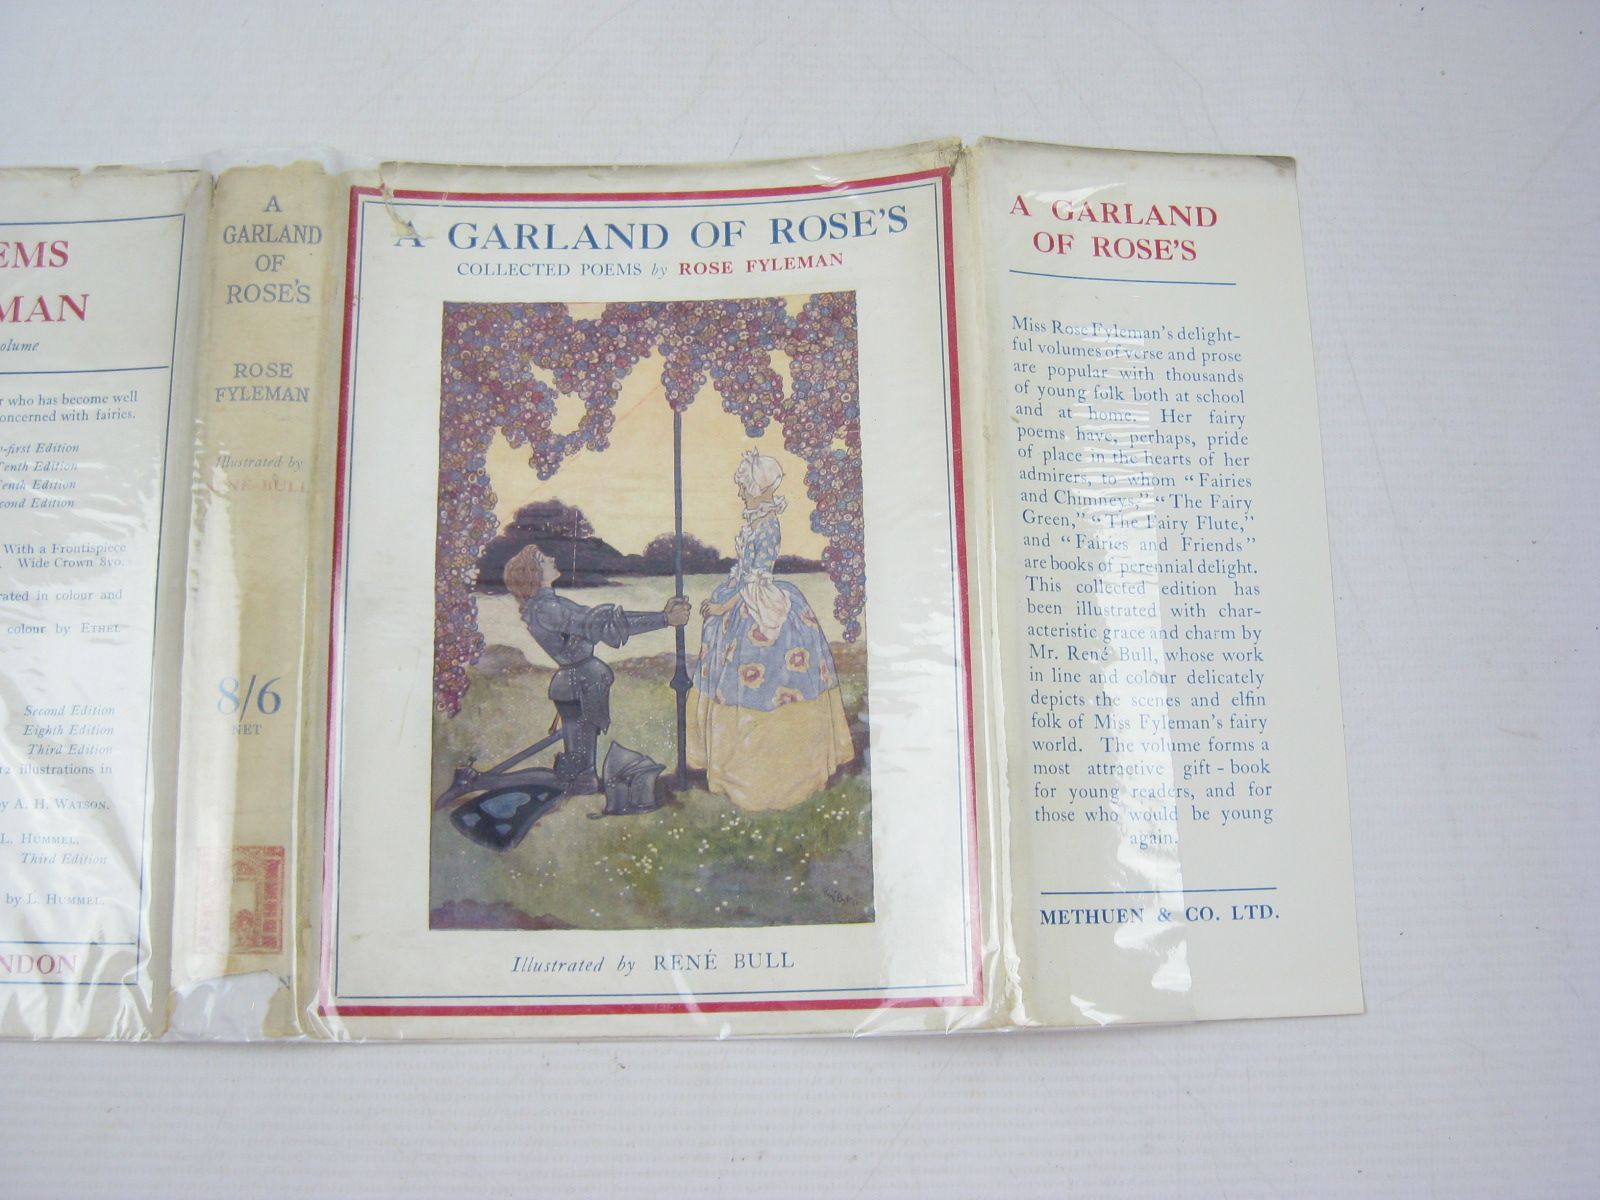 EMS
MAN
olume
r who has become well
oncerned with fairies.
-first Edition
Tenth Edition
Tenth Edition
cond Edition
With a Frontispiece
Wide Crown 8vo.
rated in colour and
colour by ETHEL
Second Edition
Eighth Edition
Third Edition
12 illustrations in
by A. H. WATSON.
L. HUMMEL.
Third Edition
by L. HUMMEL.
NDON
A
GARLAND
OF
ROSE'S
ROSE
FYLEMAN
Illustrated by
RENÉ BULL
8/6
NET
N
A GARLAND OF ROSE'S
COLLECTED POEMS by ROSE FYLEMAN
Illustrated by RENÉ BULL
A GARLAND
OF ROSE'S
Miss Rose Fyleman's delight-
ful volumes of verse and prose
are popular with thousands
of young folk both at school
and at home. Her fairy
poems have, perhaps, pride
of place in the hearts of her
admirers, to whom "Fairies
and Chimneys," "The Fairy
Green," "The Fairy Flute,"
and "Fairies and Friends"
are books of perennial delight.
This collected edition has
been illustrated with char-
acteristic grace and charm by
Mr. René Bull, whose work
in line and colour delicately
depicts the scenes and elfin
folk of Miss Fyleman's fairy
world. The volume forms a
most attractive gift-book
for young readers, and for
those who would be young
again.
METHUEN & CO. LTD.